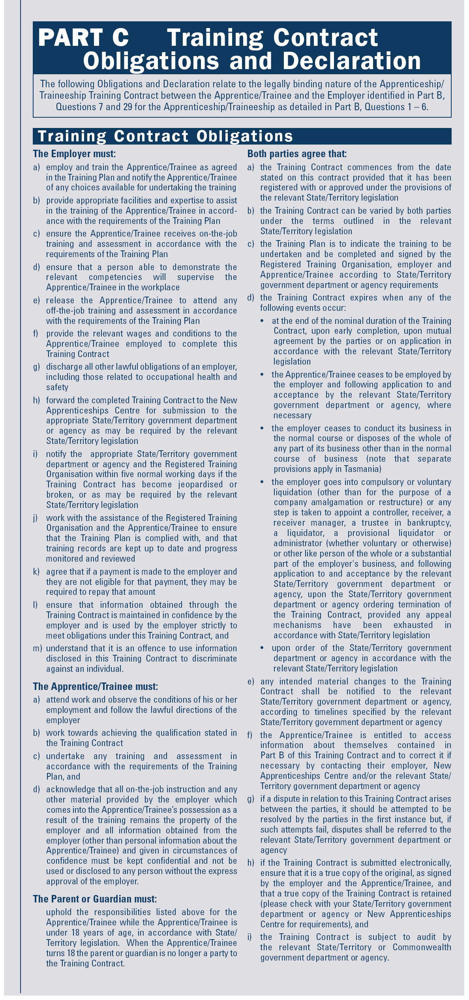 PART C Training Contract
Obligations and Declaration
The following Obligations and Declaration relate to the legally binding nature of the Apprenticeship/
Traineeship Training Contract between the Apprentice/Trainee and the Employer identified in Part B,
Questions 7 and 29 for the Apprenticeship/Traineeship as detailed in Part B, Questions 1 – 6.
Training Contract Obligations
The Employer must:
a) employ and train the Apprentice/Trainee as agreed
in the Training Plan and notify the Apprentice/Trainee
of any choices available for undertaking the training
b) provide appropriate facilities and expertise to assist
in the training of the Apprentice/Trainee in accord-
ance with the requirements of the Training Plan
c) ensure the Apprentice/Trainee receives on-the-job
training and assessment in accordance with the
requirements of the Training Plan
d) ensure that a person able to demonstrate the
relevant competencies will supervise the
Apprentice/Trainee in the workplace
e) release the Apprentice/Trainee to attend any
off-the-job training and assessment in accordance
with the requirements of the Training Plan
f) provide the relevant wages and conditions to the
Apprentice/Trainee employed to complete this
Training Contract
g) discharge all other lawful obligations of an employer,
including those related to occupational health and
safety
h) forward the completed Training Contract to the New
Apprenticeships Centre for submission to the
appropriate State/Territory government department
or agency as may be required by the relevant
State/Territory legislation
i) notify the appropriate State/Territory government
department or agency and the Registered Training
Organisation within five normal working days if the
Training Contract has become jeopardised or
broken, or as may be required by the relevant
State/Territory legislation
j) work with the assistance of the Registered Training
Organisation and the Apprentice/Trainee to ensure
that the Training Plan is complied with, and that
training records are kept up to date and progress
monitored and reviewed
k) agree that if a payment is made to the employer and
they are not eligible for that payment, they may be
required to repay that amount
l) ensure that information obtained through the
Training Contract is maintained in confidence by the
employer and is used by the employer strictly to
meet obligations under this Training Contract, and
m) understand that it is an offence to use information
disclosed in this Training Contract to discriminate
against an individual.
The Apprentice/Trainee must:
a) attend work and observe the conditions of his or her
employment and follow the lawful directions of the
employer
b) work towards achieving the qualification stated in
the Training Contract
c) undertake any training and assessment in
accordance with the requirements of the Training
Plan, and
d) acknowledge that all on-the-job instruction and any
other material provided by the employer which
comes into the Apprentice/Trainee’s possession as a
result of the training remains the property of the
employer and all information obtained from the
employer (other than personal information about the
Apprentice/Trainee) and given in circumstances of
confidence must be kept confidential and not be
used or disclosed to any person without the express
approval of the employer.
The Parent or Guardian must:
uphold the responsibilities listed above for the
Apprentice/Trainee while the Apprentice/Trainee is
under 18 years of age, in accordance with State/
Territory legislation. When the Apprentice/Trainee
turns 18 the parent or guardian is no longer a party to
the Training Contract.
Both parties agree that:
a) the Training Contract commences from the date
stated on this contract provided that it has been
registered with or approved under the provisions of
the relevant State/Territory legislation
b) the Training Contract can be varied by both parties
under the terms outlined in the relevant
State/Territory legislation
c) the Training Plan is to indicate the training to be
undertaken and be completed and signed by the
Registered Training Organisation, employer and
Apprentice/Trainee according to State/Territory
government department or agency requirements
d) the Training Contract expires when any of the
following events occur:
• at the end of the nominal duration of the Training
Contract, upon early completion, upon mutual
agreement by the parties or on application in
accordance with the relevant State/Territory
legislation
• the Apprentice/Trainee ceases to be employed by
the employer and following application to and
acceptance by the relevant State/Territory
government department or agency, where
necessary
• the employer ceases to conduct its business in
the normal course or disposes of the whole of
any part of its business other than in the normal
course of business (note that separate
provisions apply in Tasmania)
• the employer goes into compulsory or voluntary
liquidation (other than for the purpose of a
company amalgamation or restructure) or any
step is taken to appoint a controller, receiver, a
receiver manager, a trustee in bankruptcy,
a liquidator, a provisional liquidator or
administrator (whether voluntary or otherwise)
or other like person of the whole or a substantial
part of the employer's business, and following
application to and acceptance by the relevant
State/Territory government department or
agency, upon the State/Territory government
department or agency ordering termination of
the Training Contract, provided any appeal
mechanisms have been exhausted in
accordance with State/Territory legislation
• upon order of the State/Territory government
department or agency in accordance with the
relevant State/Territory legislation
e) any intended material changes to the Training
Contract shall be notified to the relevant
State/Territory government department or agency,
according to timelines specified by the relevant
State/Territory government department or agency
f) the Apprentice/Trainee is entitled to access
information about themselves contained in
Part B of this Training Contract and to correct it if
necessary by contacting their employer, New
Apprenticeships Centre and/or the relevant State/
Territory government department or agency
g) if a dispute in relation to this Training Contract arises
between the parties, it should be attempted to be
resolved by the parties in the first instance but, if
such attempts fail, disputes shall be referred to the
relevant State/Territory government department or
agency
h) if the Training Contract is submitted electronically,
ensure that it is a true copy of the original, as signed
by the employer and the Apprentice/Trainee, and
that a true copy of the Training Contract is retained
(please check with your State/Territory government
department or agency or New Apprenticeships
Centre for requirements), and
i) the Training Contract is subject to audit by
the relevant State/Territory or Commonwealth
government department or agency.